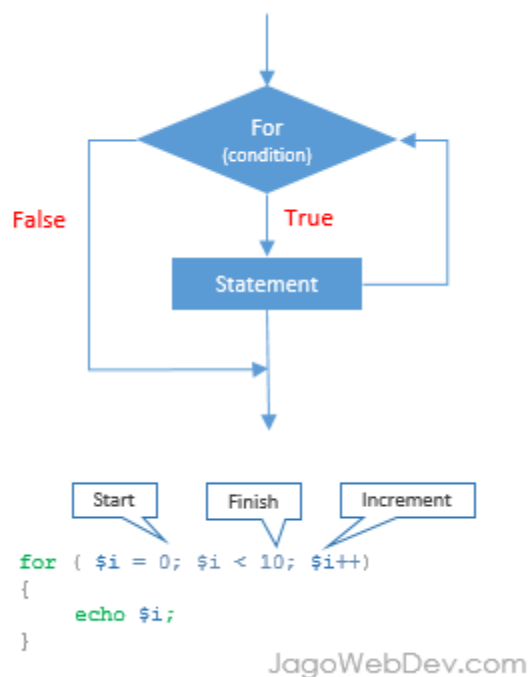 For
{condition}
False
True
Statement
Start
Finish
Increment
for ( $i = 0; $i < 10; $i++)
{
echo $i;
}
JagoWebDev.com